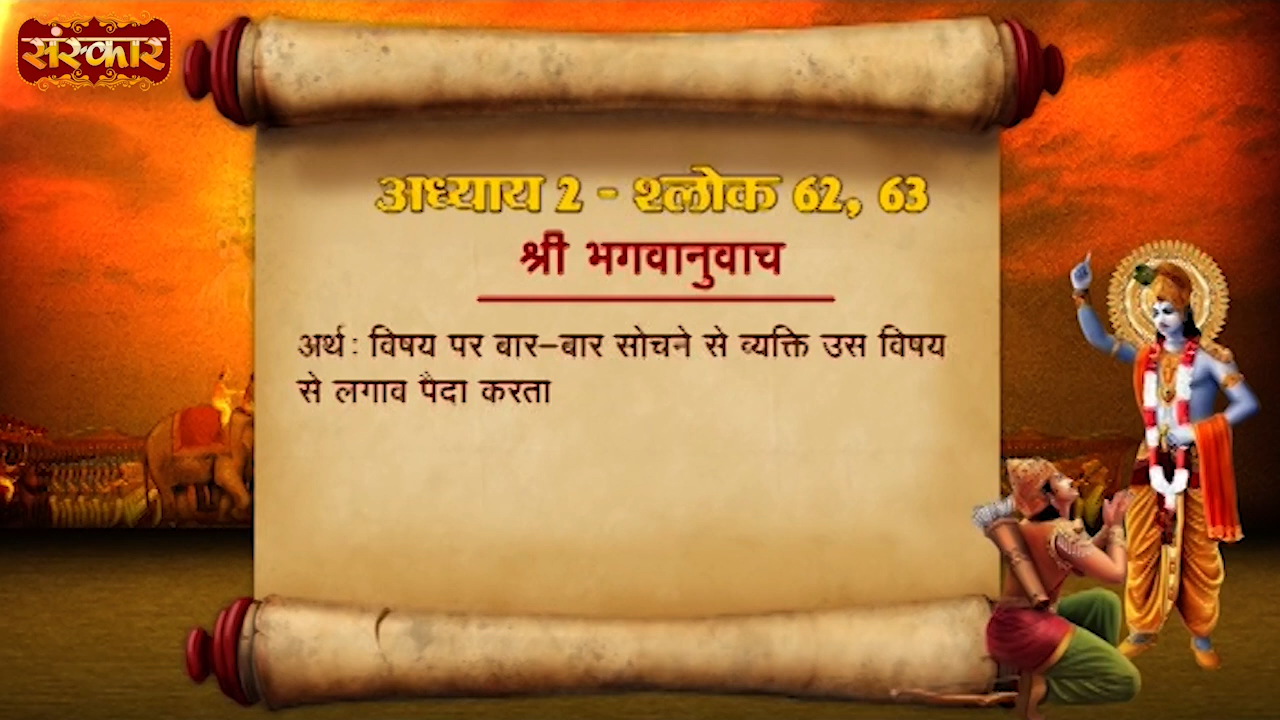 संस्कार
अध्याय 2 - श्लोक 62, 63
श्री भगवानुवाच
अर्थ: विषय पर बार-बार सोचने से व्यक्ति उस विषय
से लगाव पैदा करता